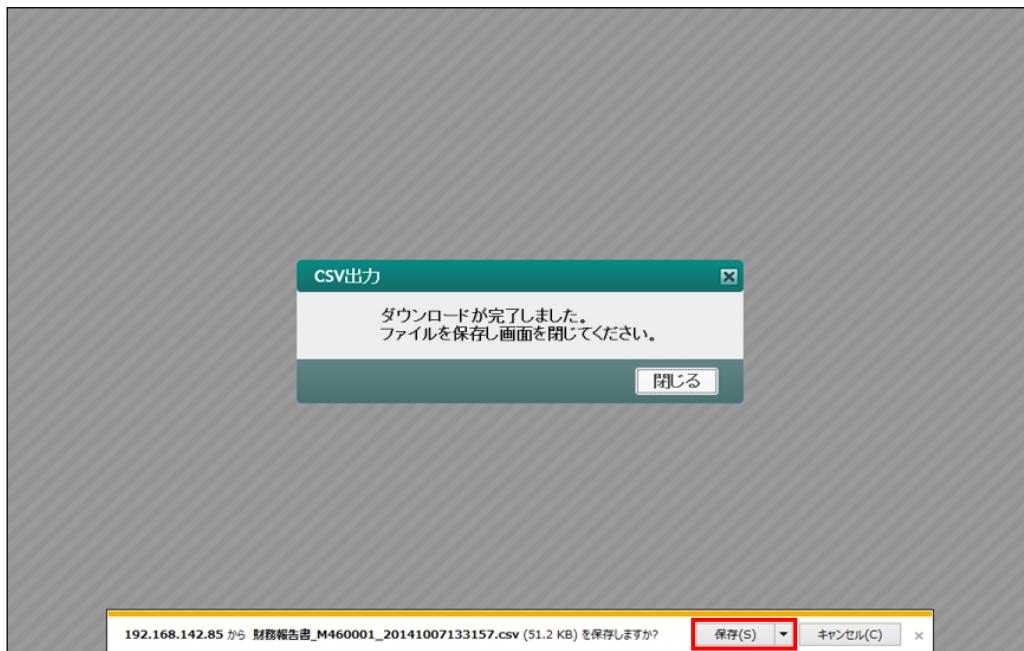 CSV出力
ダウンロードが完了しました。
ファイルを保存し画面を閉じてください。
閉じる
192.168.142.85 から 財務報告書_M460001_20141007133157.csv (51.2 KB) を保存しますか? 保存(S) キャンセル(C) ×